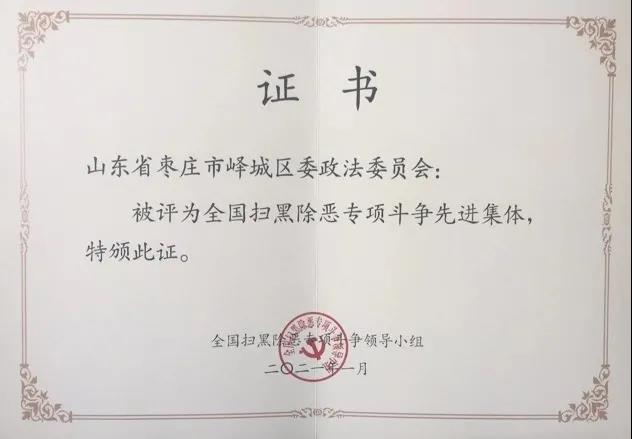 证书
山东省枣庄市峄城区委政法委员会：
被评为全国扫黑除恶专项斗争先进集体，
特颁此证。
全国扫黑除恶专项斗争领导小组
二〇二一年一月